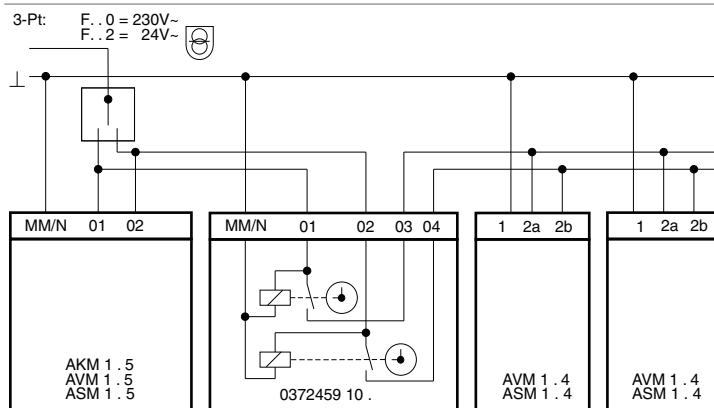 3-Pt: F. . 0 = 230V~
F. . 2 = 24V~
⊥
MM/N 01 02
MM/N 01 02 03 04
1 2a 2b
1 2a 2b
AKM 1 . 5
AVM 1 . 5
ASM 1 . 5
0372459 10 .
AVM 1 . 4
ASM 1 . 4
AVM 1 . 4
ASM 1 . 4